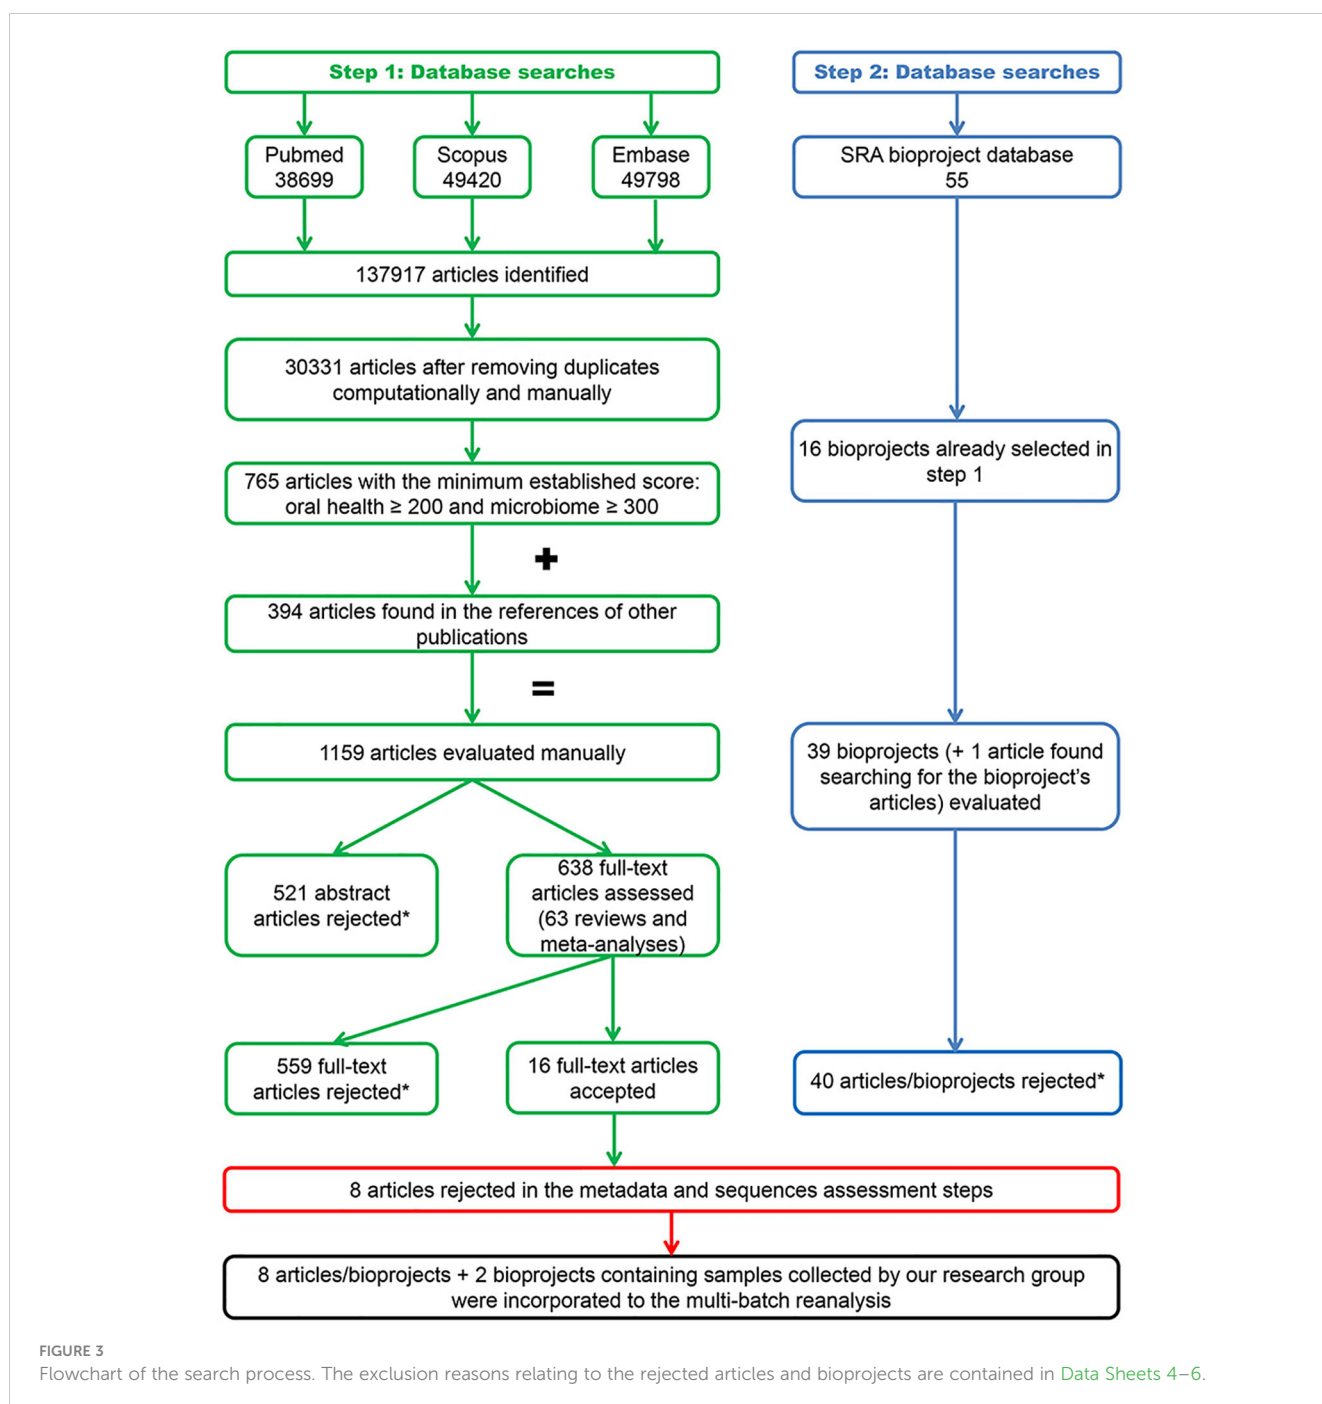 Step 1: Database searches
Pubmed
38699
Scopus
49420
Embase
49798
137917 articles identified
30331 articles after removing duplicates
computationally and manually
765 articles with the minimum established score:
oral health ≥ 200 and microbiome ≥ 300
+
394 articles found in the references of other
publications
=
1159 articles evaluated manually
521 abstract
articles rejected*
638 full-text
articles assessed
(63 reviews and
meta-analyses)
559 full-text
articles rejected*
16 full-text articles
accepted
Step 2: Database searches
SRA bioproject database
55
16 bioprojects already selected in
step 1
39 bioprojects (+ 1 article found
searching for the bioproject's
articles) evaluated
40 articles/bioprojects rejected*
8 articles rejected in the metadata and sequences assessment steps
8 articles/bioprojects + 2 bioprojects containing samples collected by our research group
were incorporated to the multi-batch reanalysis
FIGURE 3
Flowchart of the search process. The exclusion reasons relating to the rejected articles and bioprojects are contained in Data Sheets 4–6.